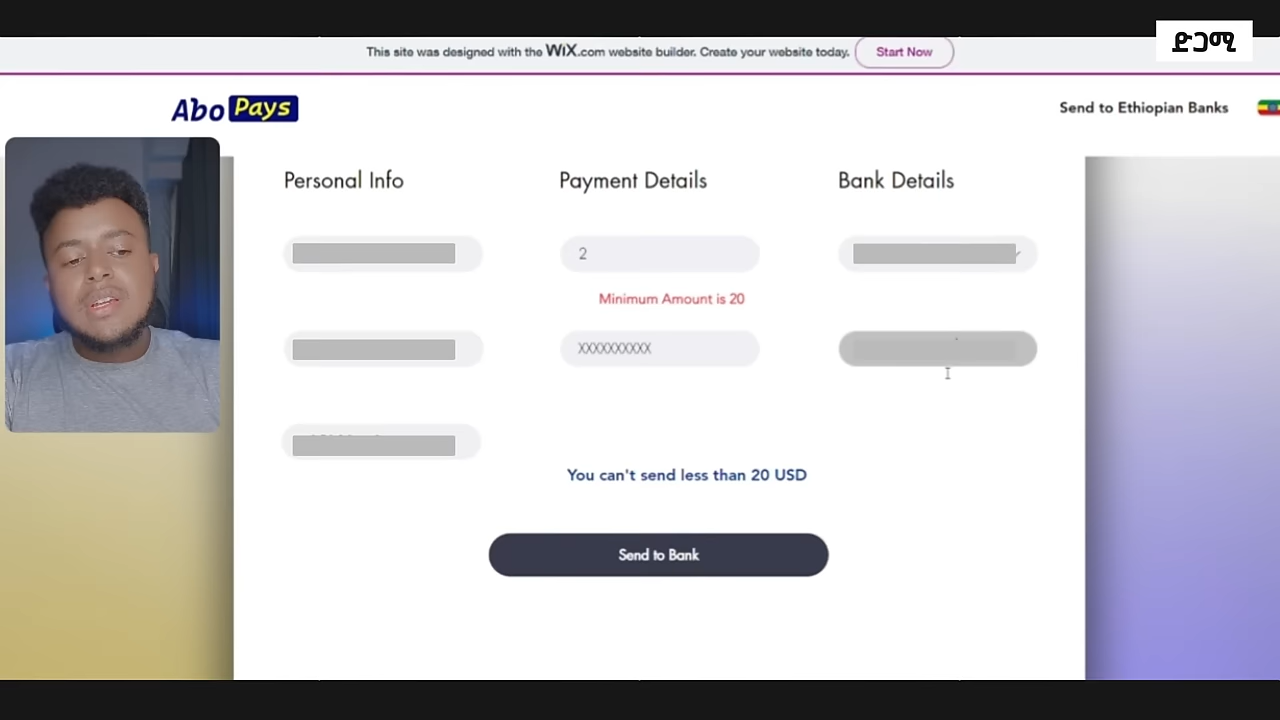 ድጋሚ
This site was designed with the WiX.com website builder. Create your website today. Start Now
Abo Pays
Send to Ethiopian Banks
Personal Info
Payment Details
Bank Details
2
Minimum Amount is 20
XXXXXXXXXX
You can't send less than 20 USD
Send to Bank